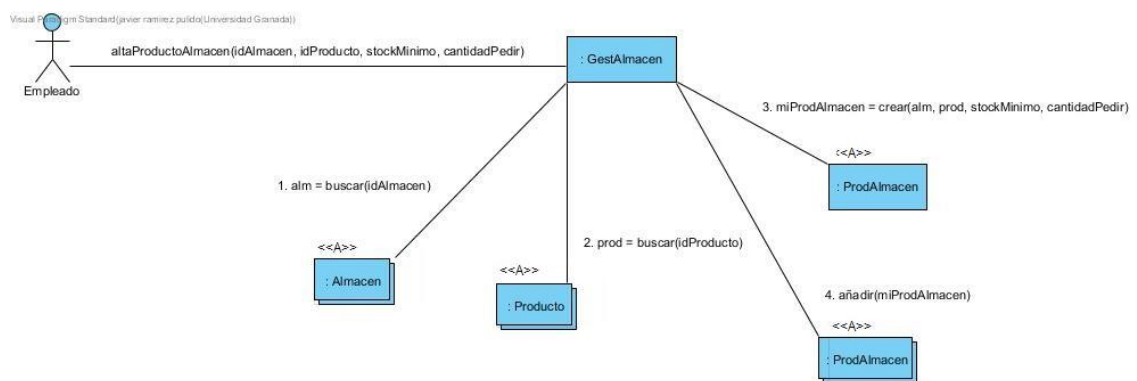 Visual Paradigm Standard(javier ramirez pulido(Universidad Granada))
altaProductoAlmacen(idAlmacen, idProducto, stockMinimo, cantidadPedir)
: GestAlmacen
Empleado
3. miProdAlmacen = crear(alm, prod, stockMinimo, cantidadPedir)
<<A>>
: ProdAlmacen
1. alm = buscar(idAlmacen)
2. prod = buscar(idProducto)
<<A>>
: Almacen
<<A>>
: Producto
4. añadir(miProdAlmacen)
<<A>>
: ProdAlmacen